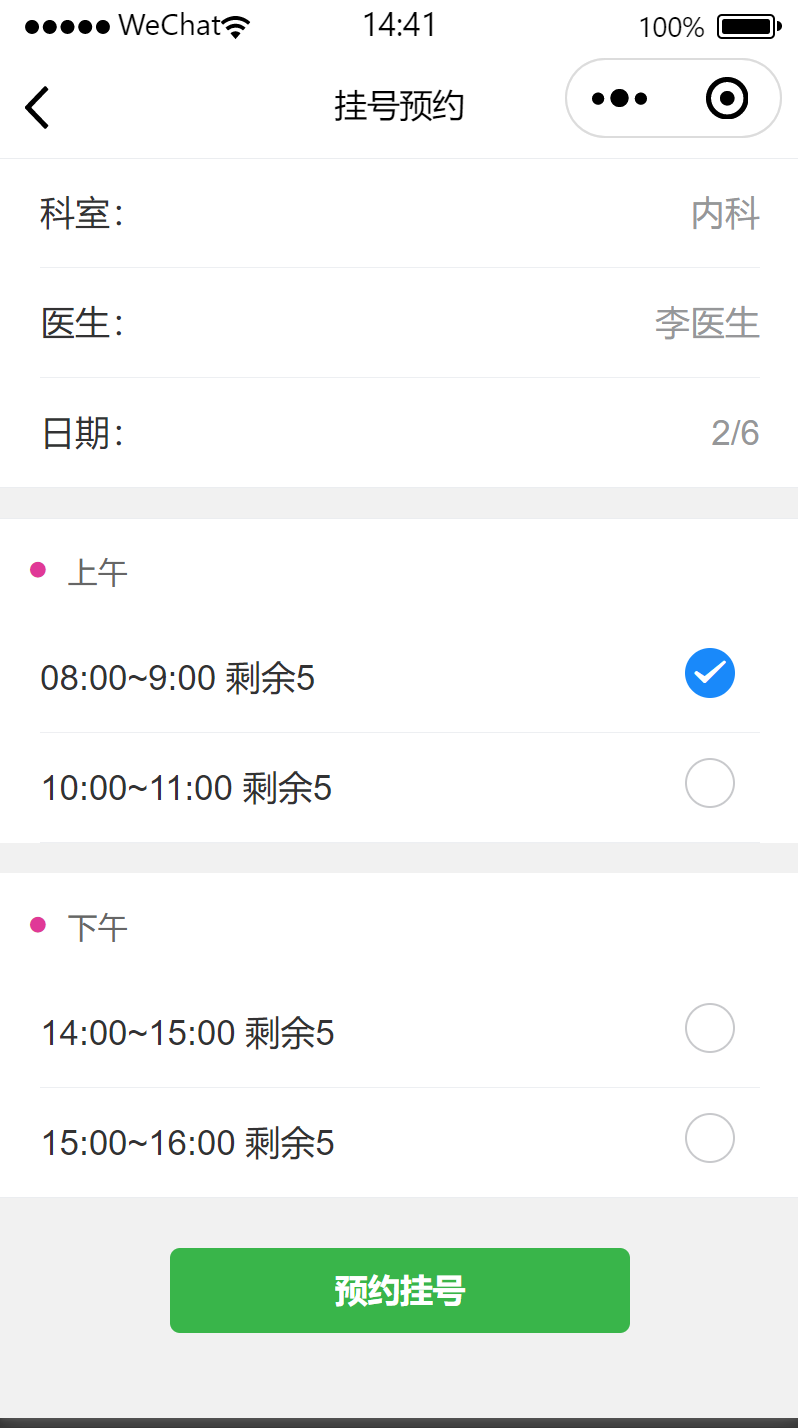 WeChat 14:41 100%
挂号预约
科室： 内科
医生： 李医生
日期： 2/6
上午
08:00~9:00 剩余5
10:00~11:00 剩余5
下午
14:00~15:00 剩余5
15:00~16:00 剩余5
预约挂号